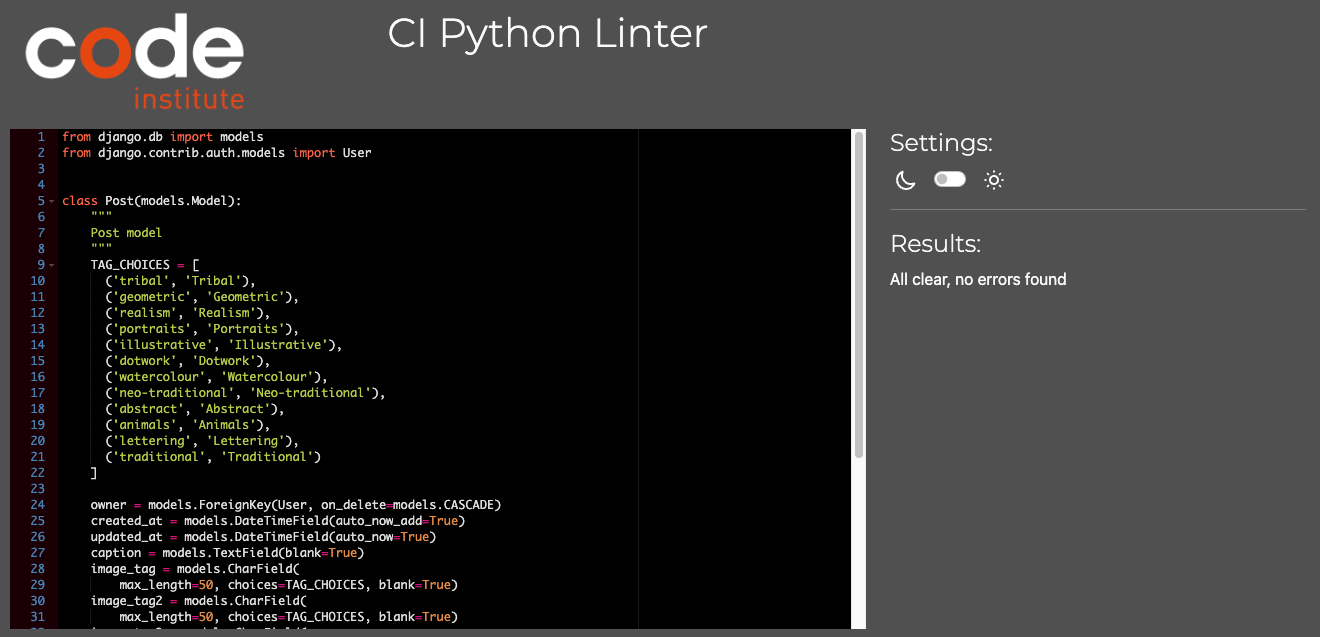 code
institute
CI Python Linter
1 from django.db import models
2 from django.contrib.auth.models import User
3
4
5 class Post(models.Model):
6     """
7     Post model
8     """
9     TAG_CHOICES = [
10       ('tribal', 'Tribal'),
11       ('geometric', 'Geometric'),
12       ('realism', 'Realism'),
13       ('portraits', 'Portraits'),
14       ('illustrative', 'Illustrative'),
15       ('dotwork', 'Dotwork'),
16       ('watercolour', 'Watercolour'),
17       ('neo-traditional', 'Neo-traditional'),
18       ('abstract', 'Abstract'),
19       ('animals', 'Animals'),
20       ('lettering', 'Lettering'),
21       ('traditional', 'Traditional')
22     ]
23
24     owner = models.ForeignKey(User, on_delete=models.CASCADE)
25     created_at = models.DateTimeField(auto_now_add=True)
26     updated_at = models.DateTimeField(auto_now=True)
27     caption = models.TextField(blank=True)
28     image_tag = models.CharField(
29         max_length=50, choices=TAG_CHOICES, blank=True)
30     image_tag2 = models.CharField(
31         max_length=50, choices=TAG_CHOICES, blank=True)
Settings:
Results:
All clear, no errors found